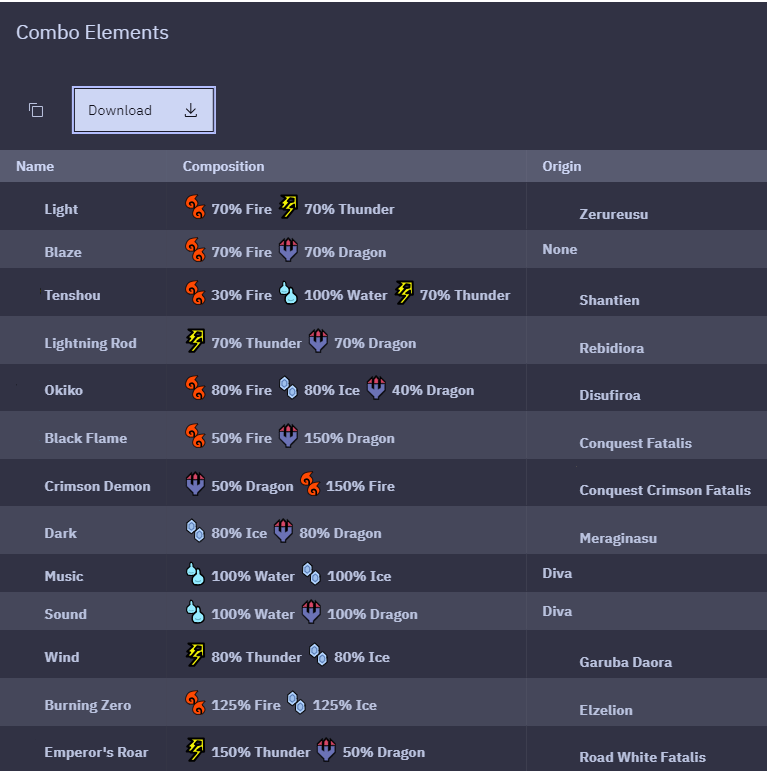 Combo Elements
Download
Name Composition Origin
Light 70% Fire 70% Thunder Zerureusu
Blaze 70% Fire 70% Dragon None
Tenshou 30% Fire 100% Water 70% Thunder Shantien
Lightning Rod 70% Thunder 70% Dragon Rebidiora
Okiko 80% Fire 80% Ice 40% Dragon Disufiroa
Black Flame 50% Fire 150% Dragon Conquest Fatalis
Crimson Demon 50% Dragon 150% Fire Conquest Crimson Fatalis
Dark 80% Ice 80% Dragon Meraginasu
Music 100% Water 100% Ice Diva
Sound 100% Water 100% Dragon Diva
Wind 80% Thunder 80% Ice Garuba Daora
Burning Zero 125% Fire 125% Ice Elzelion
Emperor's Roar 150% Thunder 50% Dragon Road White Fatalis